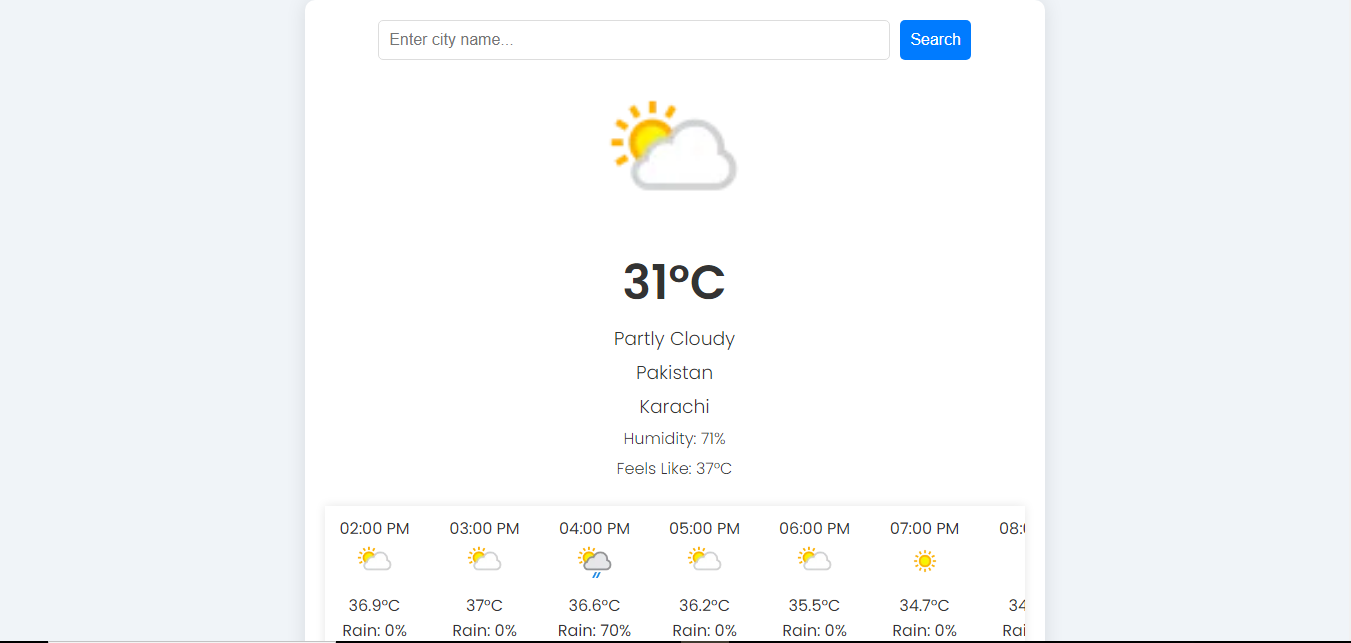 Enter city name... Search
31°C
Partly Cloudy
Pakistan
Karachi
Humidity: 71%
Feels Like: 37°C
02:00 PM 03:00 PM 04:00 PM 05:00 PM 06:00 PM 07:00 PM 08:0
36.9°C 37°C 36.6°C 36.2°C 35.5°C 34.7°C 34
Rain: 0% Rain: 0% Rain: 70% Rain: 0% Rain: 0% Rain: 0% Rai